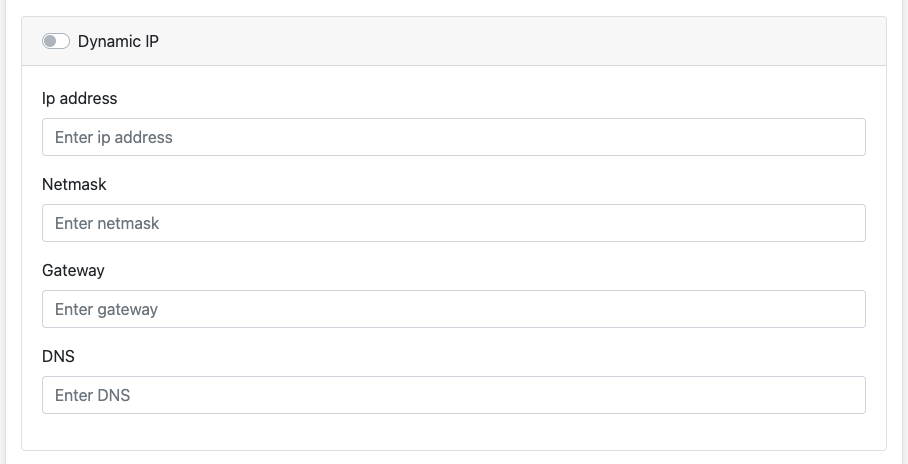 Dynamic IP
Ip address
Enter ip address
Netmask
Enter netmask
Gateway
Enter gateway
DNS
Enter DNS